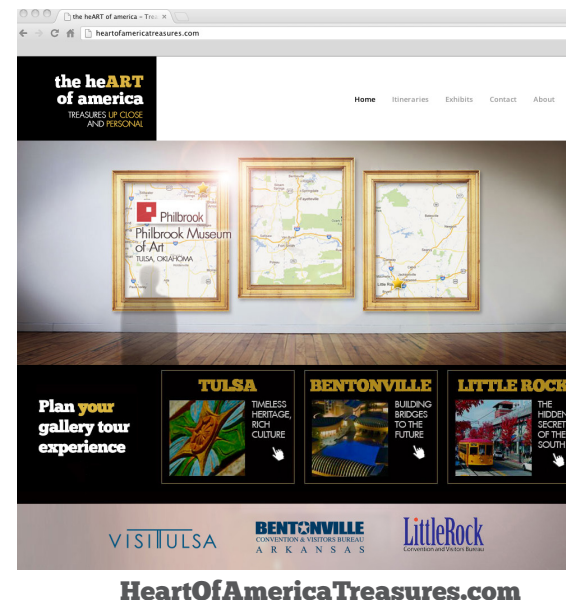 the heART of america – Trea
heartofamericatreasures.com
the heART
of america
TREASURES UP CLOSE
AND PERSONAL
Home Itineraries Exhibits Contact About
Philbrook
Philbrook Museum
of Art
TULSA, OKLAHOMA
Little Roc
Plan your
gallery tour
experience
TULSA
TIMELESS
HERITAGE,
RICH
CULTURE
BENTONVILLE
BUILDING
BRIDGES
TO THE
FUTURE
LITTLE ROCK
THE
HIDDEN
SECRET
OF THE
SOUTH
VISITTULSA
BENTONVILLE
CONVENTION & VISITORS BUREAU
ARKANSAS
LittleRock
Convention and Visitors Bureau
HeartOfAmericaTreasures.com